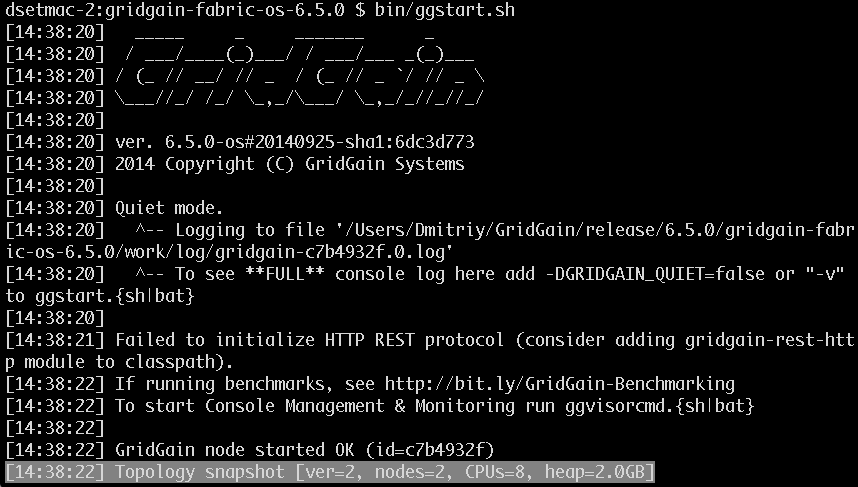 dsetmac-2:gridgain-fabric-os-6.5.0 $ bin/ggstart.sh
[14:38:20]    _____     _     _______      _
[14:38:20]   / ___/____(_)___/ / ___/___ _(_)___
[14:38:20]  / (_ // __/ // _  / (_ // _ `/ // _ \
[14:38:20]  \___//_/ /_/ \_,_/\___/ \_,_/_//_//_/
[14:38:20]
[14:38:20] ver. 6.5.0-os#20140925-sha1:6dc3d773
[14:38:20] 2014 Copyright (C) GridGain Systems
[14:38:20]
[14:38:20] Quiet mode.
[14:38:20]   ^-- Logging to file '/Users/Dmitriy/GridGain/release/6.5.0/gridgain-fabr
ic-os-6.5.0/work/log/gridgain-c7b4932f.0.log'
[14:38:20]   ^-- To see **FULL** console log here add -DGRIDGAIN_QUIET=false or "-v"
to ggstart.{sh|bat}
[14:38:20]
[14:38:21] Failed to initialize HTTP REST protocol (consider adding gridgain-rest-htt
p module to classpath).
[14:38:22] If running benchmarks, see http://bit.ly/GridGain-Benchmarking
[14:38:22] To start Console Management & Monitoring run ggvisorcmd.{sh|bat}
[14:38:22]
[14:38:22] GridGain node started OK (id=c7b4932f)
[14:38:22] Topology snapshot [ver=2, nodes=2, CPUs=8, heap=2.0GB]